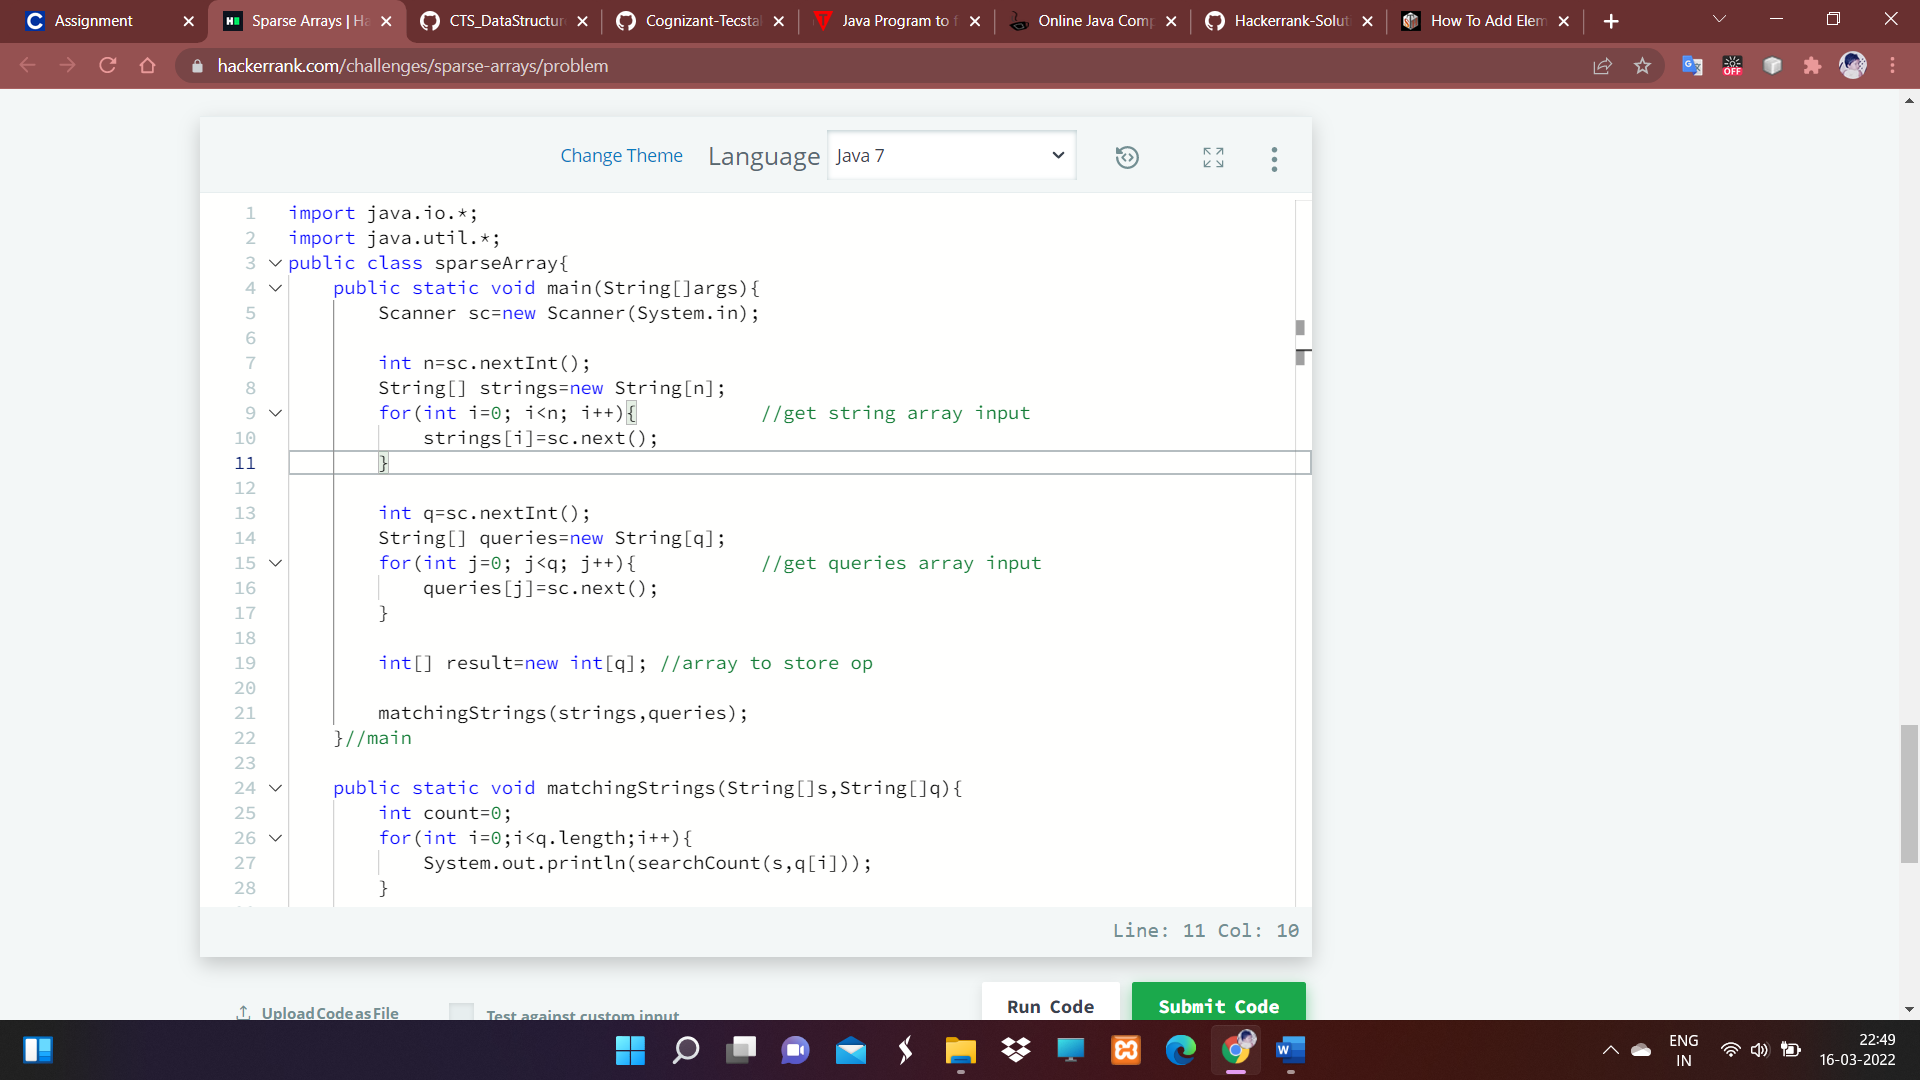 Assignment
Sparse Arrays | Ha
CTS_DataStructur
Cognizant-Tecstal
Java Program to f
Online Java Comp
Hackerrank-Soluti
How To Add Elem
hackerrank.com/challenges/sparse-arrays/problem
OFF
Change Theme
Language
Java 7
1 import java.io.*;
2 import java.util.*;
3 public class sparseArray{
4 public static void main(String[]args){
5 Scanner sc=new Scanner(System.in);
6
7 int n=sc.nextInt();
8 String[] strings=new String[n];
9 for(int i=0; i<n; i++){ //get string array input
10 strings[i]=sc.next();
11 }
12
13 int q=sc.nextInt();
14 String[] queries=new String[q];
15 for(int j=0; j<q; j++){ //get queries array input
16 queries[j]=sc.next();
17 }
18
19 int[] result=new int[q]; //array to store op
20
21 matchingStrings(strings,queries);
22 }//main
23
24 public static void matchingStrings(String[]s,String[]q){
25 int count=0;
26 for(int i=0;i<q.length;i++){
27 System.out.println(searchCount(s,q[i]));
28 }
Line: 11 Col: 10
Upload Code as File
Test against custom input
Run Code
Submit Code
ENG
IN
22:49
16-03-2022